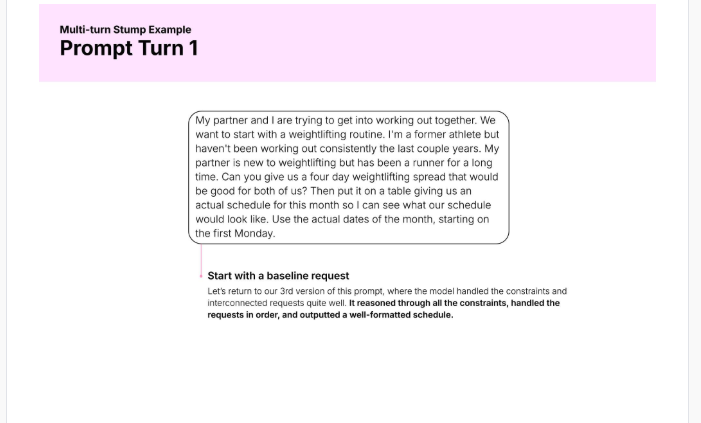 Multi-turn Stump Example
Prompt Turn 1
My partner and I are trying to get into working out together. We
want to start with a weightlifting routine. I'm a former athlete but
haven't been working out consistently the last couple years. My
partner is new to weightlifting but has been a runner for a long
time. Can you give us a four day weightlifting spread that would
be good for both of us? Then put it on a table giving us an
actual schedule for this month so I can see what our schedule
would look like. Use the actual dates of the month, starting on
the first Monday.
Start with a baseline request
Let's return to our 3rd version of this prompt, where the model handled the constraints and
interconnected requests quite well. It reasoned through all the constraints, handled the
requests in order, and outputted a well-formatted schedule.